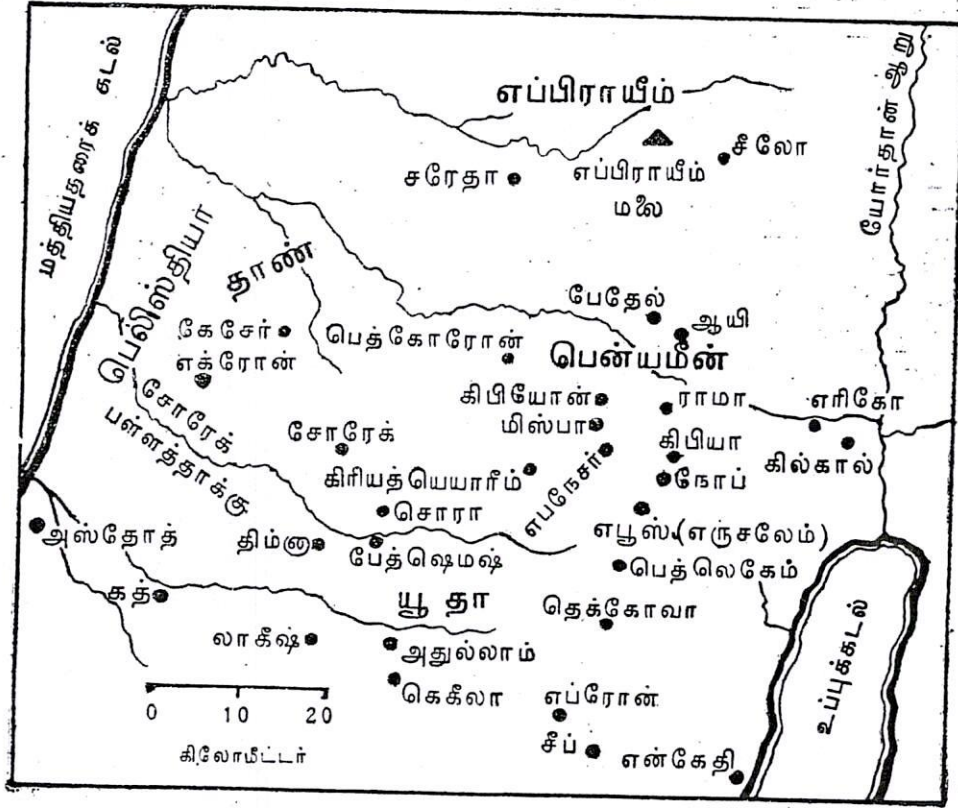 மத்தியதரைக் கடல்
எப்பிராயீம்
யோர்தான் ஆறு
சீலோ
சரேதா
எப்பிராயீம்
மலை
பெலிஸ்தியர்
தாண்
பேதேல்
ஆயி
கேசேர்
பெத்கோரோன்
பென்யமீன்
எக்ரோன்
கிபியோன்
ராமா
எரிகோ
சோரேக்
பள்ளத்தாக்கு
சோரேக்
மிஸ்பா
கிபியா
கில்கால்
கிரியத்யெயாரீம்
எபநேசர்
நோப்
சொரா
அஸ்தோத்
திம்னா
பேத்ஷெமஷ்
எபூஸ் (எருசலேம்)
பெத்லெகேம்
கத்
யூதா
தெக்கோவா
லாகீஷ்
அதுல்லாம்
உப்புக்கடல்
கெகீலா
எப்ரோன்
0 10 20
சீப்
என்கேதி
கிலோமீட்டர்